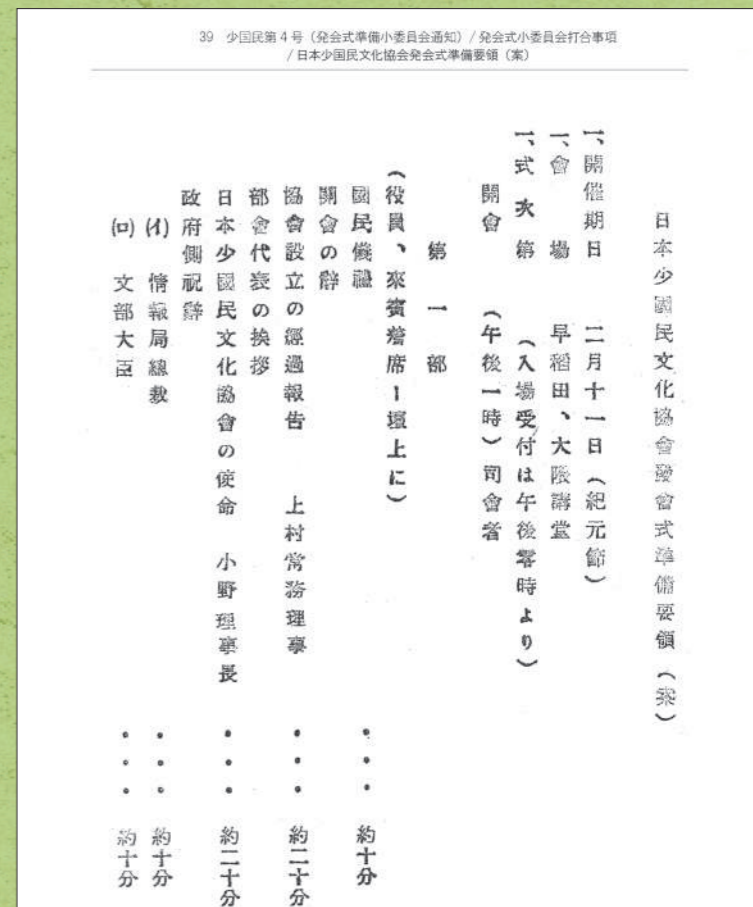 39 少国民第4号（発会式準備小委員会通知）/ 発会式小委員会打合事項
/ 日本少国民文化協会発会式準備要領（案）
日本少國民文化協會發會式準備要領（案）
一、開催期日　二月十一日（紀元節）
一、會場　早稲田、大隈講堂
一、式次第　（入場受付は午後零時より）
開會　（午後一時）司會者
第一部
（役員、來賓着席ー壇上に）
國民儀禮　・・・約十分
開會の辭
協會設立の經過報告　上村常務理事　・・・約二十分
部會代表の挨拶
日本少國民文化協會の使命　小野理事長　・・・約二十分
政府側祝辭
(イ)　情報局總裁　・・・約十分
(ロ)　文部大臣　・・・約十分